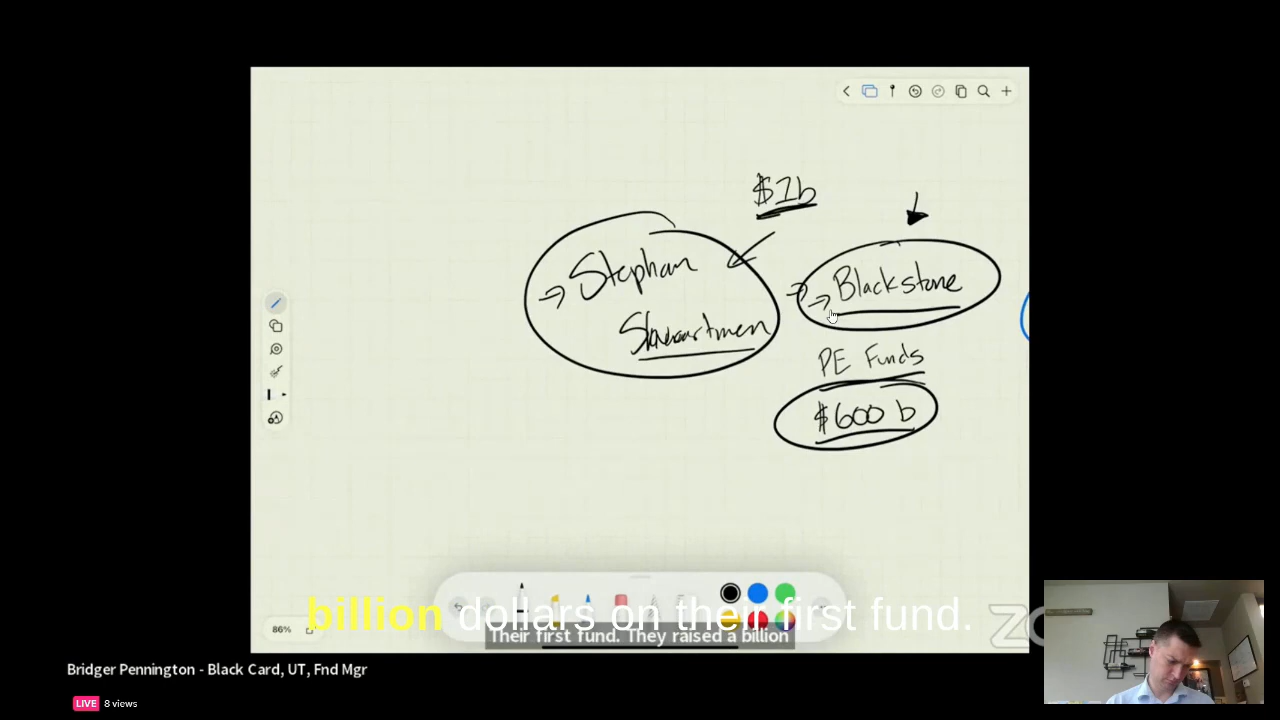 $1b
Stephan
Blackstone
PE Funds
$600 b
86%
billion dollars on their first fund.
Their first fund. They raised a billion
Bridger Pennington - Black Card, UT, Fnd Mgr
LIVE 8 views